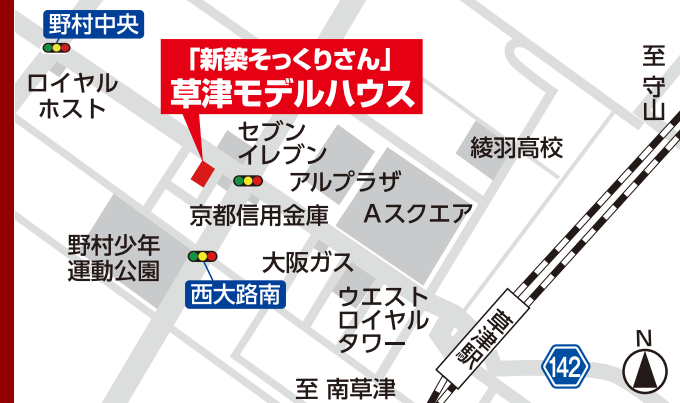 野村中央
ロイヤル
ホスト
「新築そっくりさん」
草津モデルハウス
至 守山
セブン
イレブン
綾羽高校
アルプラザ
京都信用金庫
Aスクエア
野村少年
運動公園
大阪ガス
西大路南
ウエスト
ロイヤル
タワー
草津駅
至 南草津
142
N